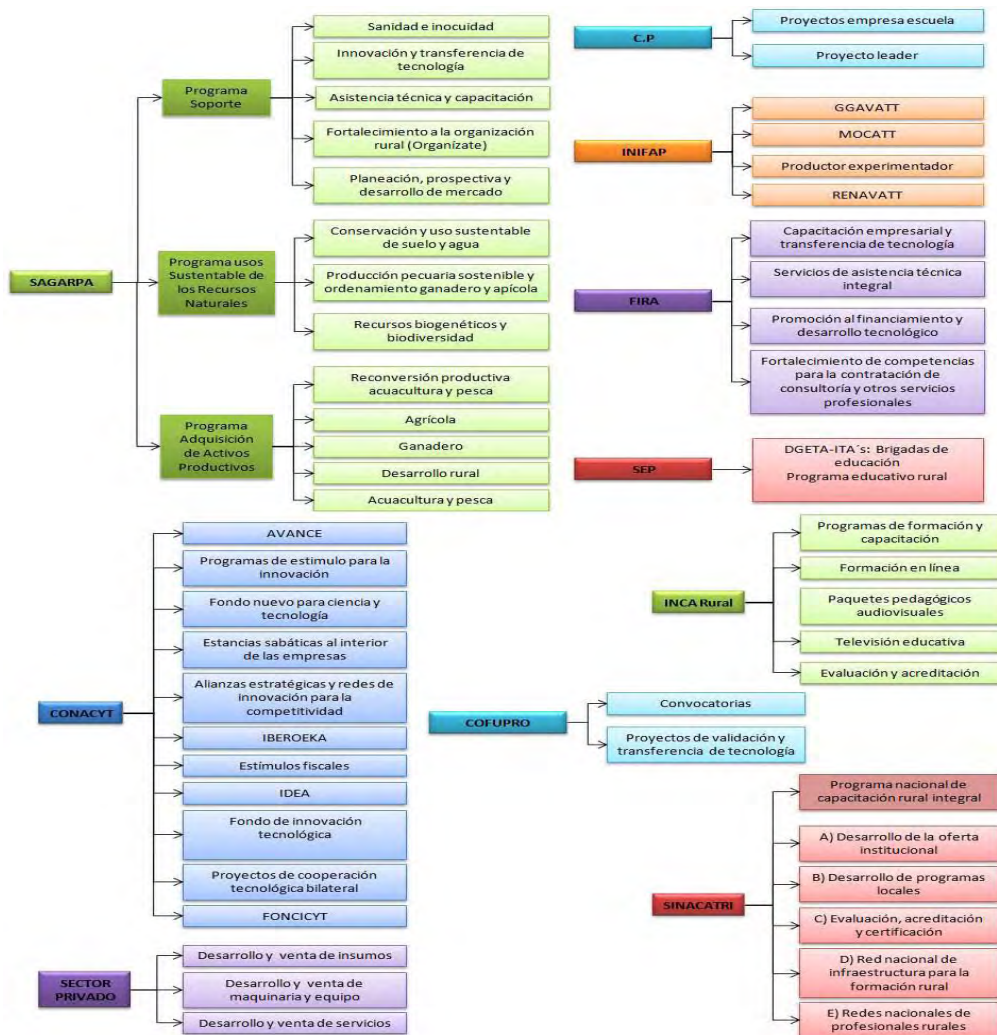 SAGARPA
Programa
Soporte
Sanidad e inocuidad
Innovación y transferencia de
tecnología
Asistencia técnica y capacitación
Fortalecimiento a la organización
rural (Organízate)
Planeación, prospectiva y
desarrollo de mercado
Programa usos
Sustentable de
los Recursos
Naturales
Conservación y uso sustentable
de suelo y agua
Producción pecuaria sostenible y
ordenamiento ganadero y apícola
Recursos biogenéticos y
biodiversidad
Programa
Adquisición
de Activos
Productivos
Reconversión productiva
acuacultura y pesca
Agrícola
Ganadero
Desarrollo rural
Acuacultura y pesca
C.P
Proyectos empresa escuela
Proyecto leader
INIFAP
GGAVATT
MOCATT
Productor experimentador
RENAVATT
FIRA
Capacitación empresarial y
transferencia de tecnología
Servicios de asistencia técnica
integral
Promoción al financiamiento y
desarrollo tecnológico
Fortalecimiento de competencias
para la contratación de
consultoría y otros servicios
profesionales
SEP
DGETA-ITA´s: Brigadas de
educación
Programa educativo rural
CONACYT
AVANCE
Programas de estimulo para la
innovación
Fondo nuevo para ciencia y
tecnología
Estancias sabáticas al interior
de las empresas
Alianzas estratégicas y redes de
innovación para la
competitividad
IBEROEKA
Estímulos fiscales
IDEA
Fondo de innovación
tecnológica
Proyectos de cooperación
tecnológica bilateral
FONCICYT
INCA Rural
Programas de formación y
capacitación
Formación en línea
Paquetes pedagógicos
audiovisuales
Televisión educativa
Evaluación y acreditación
COFUPRO
Convocatorias
Proyectos de validación y
transferencia de tecnología
SINACATRI
Programa nacional de
capacitación rural integral
A) Desarrollo de la oferta
institucional
B) Desarrollo de programas
locales
C) Evaluación, acreditación
y certificación
D) Red nacional de
infraestructura para la
formación rural
E) Redes nacionales de
profesionales rurales
SECTOR
PRIVADO
Desarrollo y venta de insumos
Desarrollo y venta de
maquinaria y equipo
Desarrollo y venta de servicios